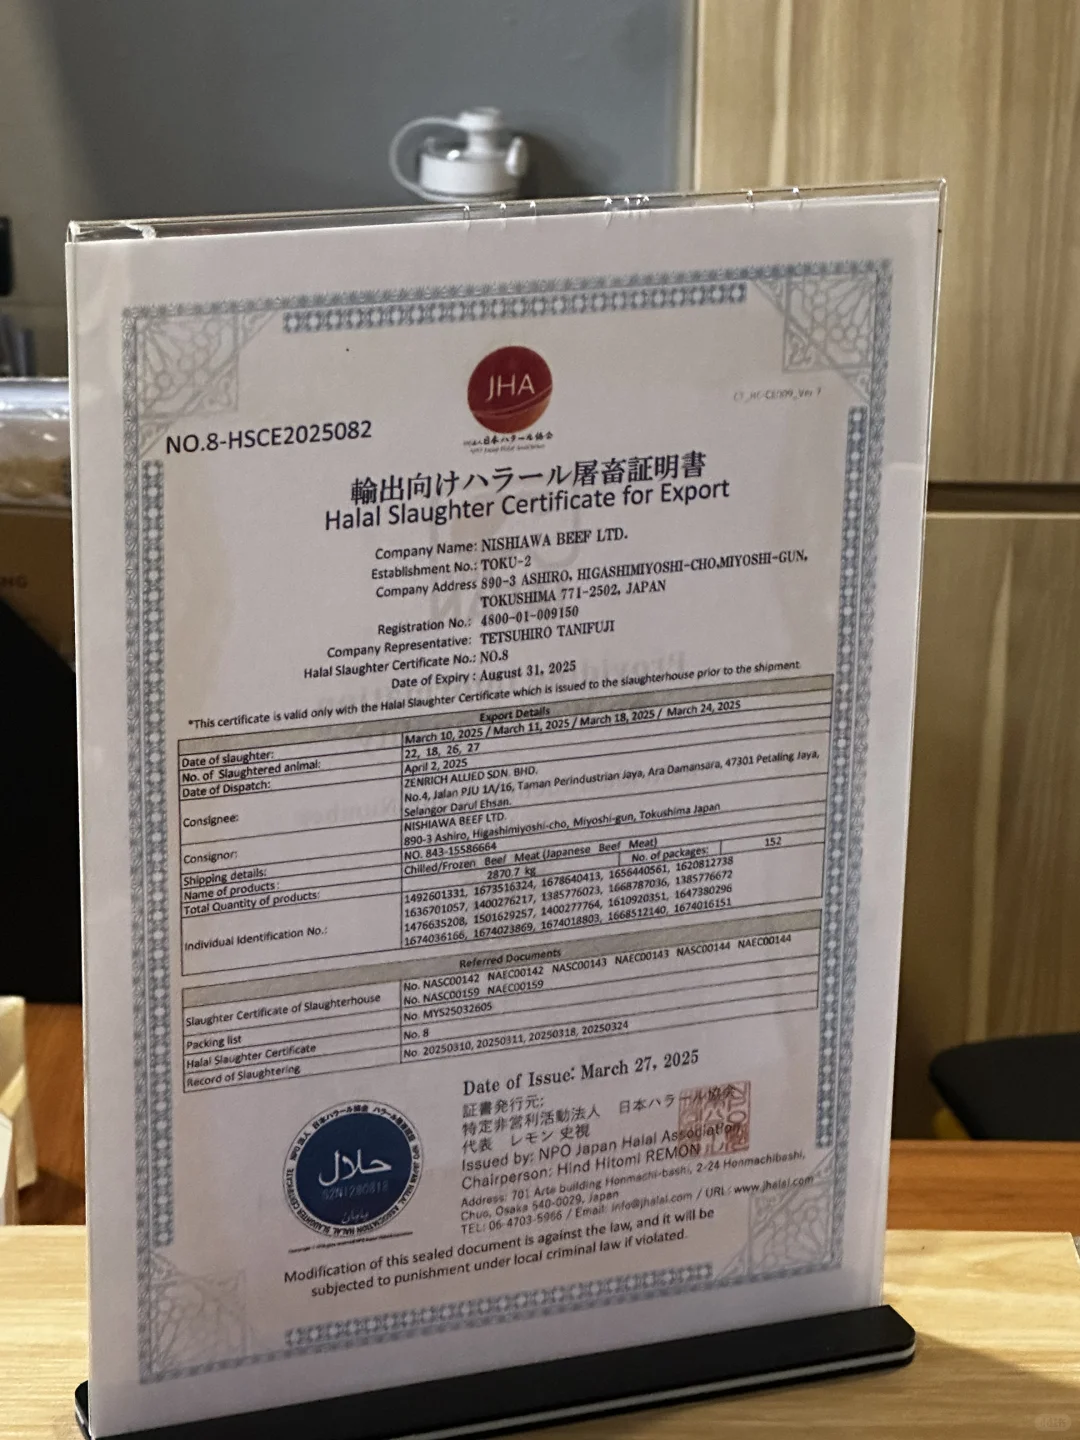 JHA
日本ハラール協会
NO.8-HSCE2025082
輸出向けハラール屠畜証明書
Halal Slaughter Certificate for Export
Company Name: NISHIAWA BEEF LTD.
Establishment No.: TOKU-2
Company Address 890-3 ASHIRO, HIGASHIMIYOSHI-CHO,MIYOSHI-GUN,
TOKUSHIMA 771-2502, JAPAN
Registration No.: 4800-01-009150
Company Representative: TETSUHIRO TANIFUJI
Halal Slaughter Certificate No.: NO.8
Date of Expiry : August 31, 2025
*This certificate is valid only with the Halal Slaughter Certificate which is issued to the slaughterhouse prior to the shipment.
Export Details
Date of slaughter: March 10, 2025 / March 11, 2025 / March 18, 2025 / March 24, 2025
No. of Slaughtered animal: 22, 18, 26, 27
Date of Dispatch: April 2, 2025
Consignee: ZENRICH ALLIED SDN. BHD.
No.4, Jalan PJU 1A/16, Taman Perindustrian Jaya, Ara Damansara, 47301 Petaling Jaya,
Selangor Darul Ehsan.
Consignor: NISHIAWA BEEF LTD.
890-3 Ashiro, Higashimiyoshi-cho, Miyoshi-gun, Tokushima Japan
Shipping details: NO. 843-15586664
Name of products: Chilled/Frozen Beef Meat (Japanese Beef Meat)
Total Quantity of products: 2870.7 kg No. of packages: 152
Individual Identification No.: 1492601331, 1673516324, 1678640413, 1656440561, 1620812738
1636701057, 1400276217, 1385776023, 1668787036, 1385776672
1476635208, 1501629257, 1400277764, 1610920351, 1647380296
1674036166, 1674023869, 1674018803, 1668512140, 1674016151
Referred Documents
Slaughter Certificate of Slaughterhouse No. NASC00142 NAEC00142 NASC00143 NAEC00143 NASC00144 NAEC00144
No. NASC00159 NAEC00159
Packing list No. MYS25032605
Halal Slaughter Certificate No. 8
Record of Slaughtering No. 20250310, 20250311, 20250318, 20250324
Date of Issue: March 27, 2025
証書発行元:
特定非営利活動法人 日本ハラール協会
代表 レモン 史視
Issued by: NPO Japan Halal Association
Chairperson: Hind Hitomi REMON
Address: 701 Arte building Honmachi-bashi, 2-24 Honmachibashi,
Chuo, Osaka 540-0029, Japan
TEL: 06-4703-5966 / Email: info@jhalal.com / URL: www.jhalal.com
حلال
Modification of this sealed document is against the law, and it will be
subjected to punishment under local criminal law if violated.